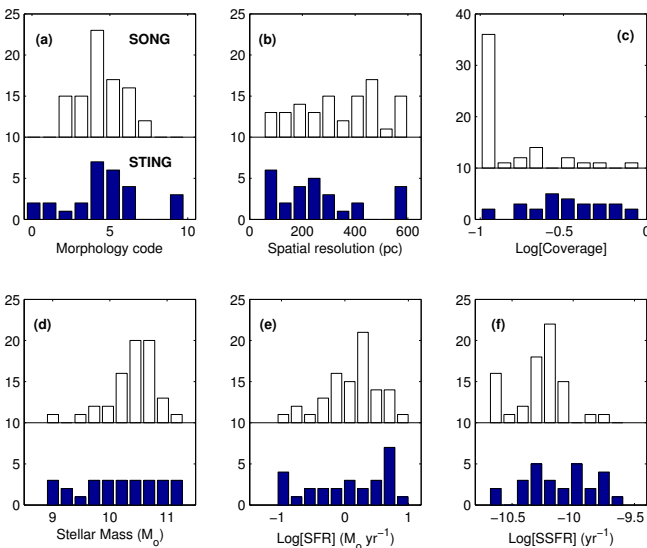 25
(a) SONG
20
15
10
STING
5
0
0 5 10
Morphology code
25
(b)
20
15
10
5
0
0 200 400 600
Spatial resolution (pc)
40
(c)
30
20
10
0
−1 −0.5 0
Log[Coverage]
25
(d)
20
15
10
5
0
9 10 11
Stellar Mass (M_o)
25
(e)
20
15
10
5
0
−1 0 1
Log[SFR] (M_o yr⁻¹)
25
(f)
20
15
10
5
0
−10.5 −10 −9.5
Log[SSFR] (yr⁻¹)